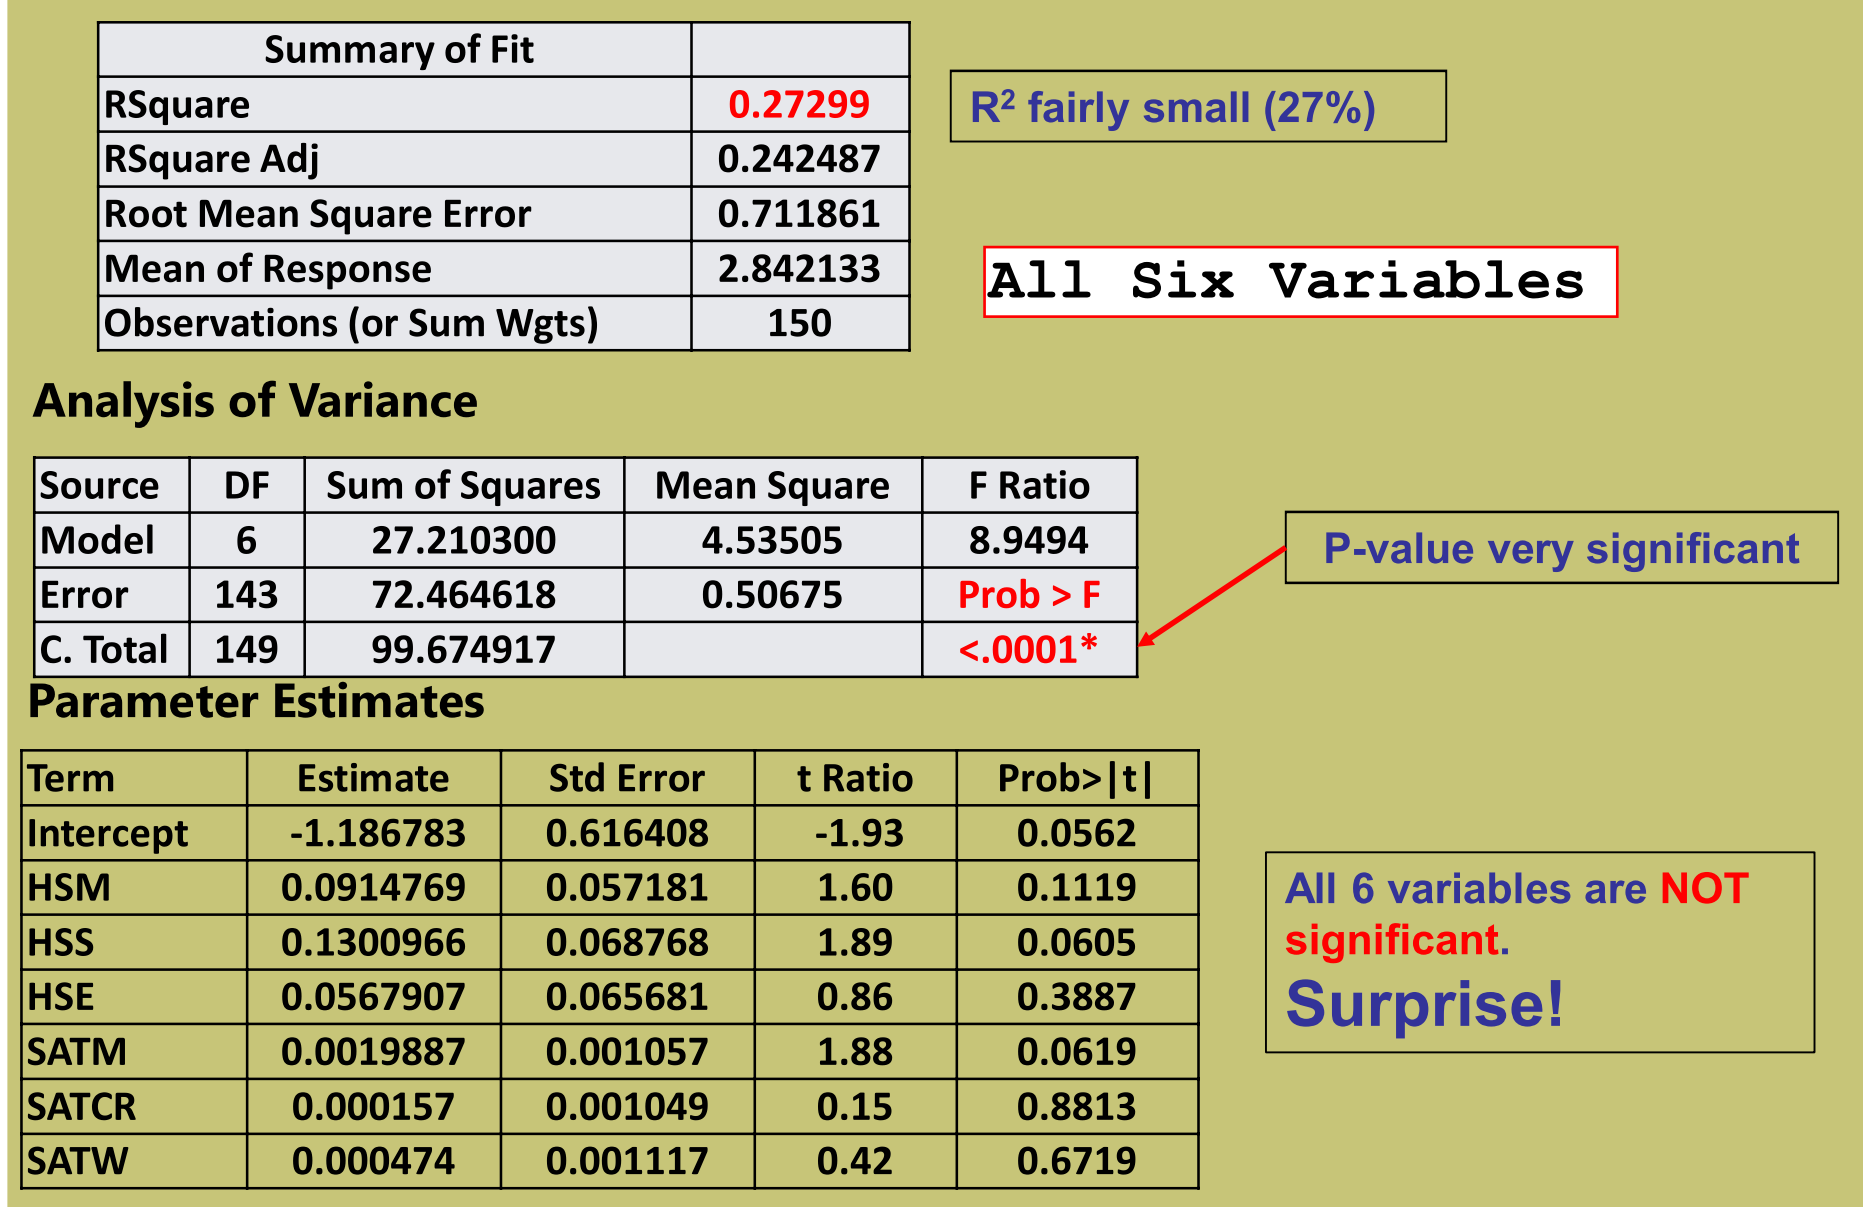 Summary of Fit
RSquare 0.27299
RSquare Adj 0.242487
Root Mean Square Error 0.711861
Mean of Response 2.842133
Observations (or Sum Wgts) 150
R² fairly small (27%)
All Six Variables
Analysis of Variance
Source DF Sum of Squares Mean Square F Ratio
Model 6 27.210300 4.53505 8.9494
Error 143 72.464618 0.50675 Prob > F
C. Total 149 99.674917 <.0001*
P-value very significant
Parameter Estimates
Term Estimate Std Error t Ratio Prob>|t|
Intercept -1.186783 0.616408 -1.93 0.0562
HSM 0.0914769 0.057181 1.60 0.1119
HSS 0.1300966 0.068768 1.89 0.0605
HSE 0.0567907 0.065681 0.86 0.3887
SATM 0.0019887 0.001057 1.88 0.0619
SATCR 0.000157 0.001049 0.15 0.8813
SATW 0.000474 0.001117 0.42 0.6719
All 6 variables are NOT
significant.
Surprise!